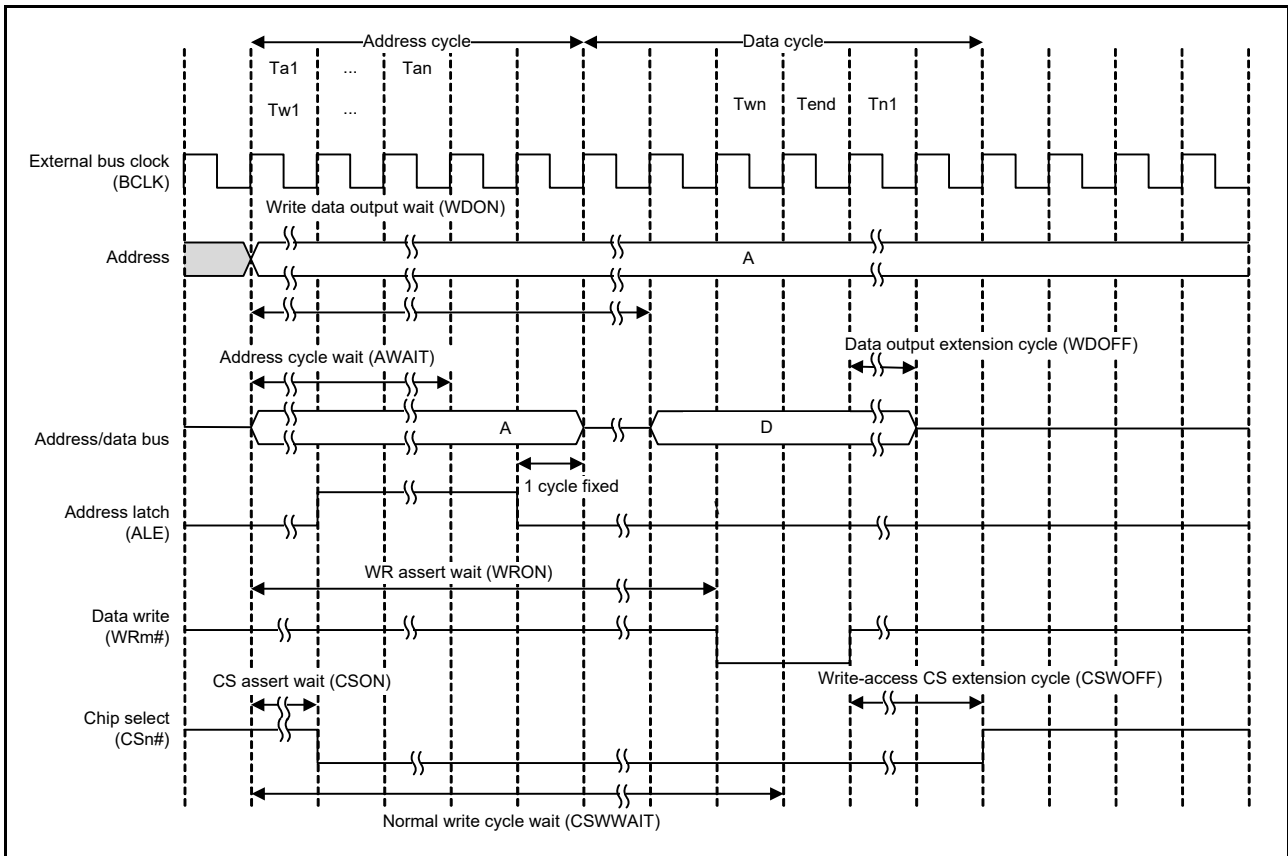 Address cycle
Data cycle
Ta1
...
Tan
Tw1
...
Twn
Tend
Tn1
External bus clock
(BCLK)
Write data output wait (WDON)
Address
A
Data output extension cycle (WDOFF)
Address cycle wait (AWAIT)
Address/data bus
A
D
1 cycle fixed
Address latch
(ALE)
WR assert wait (WRON)
Data write
(WRm#)
CS assert wait (CSON)
Write-access CS extension cycle (CSWOFF)
Chip select
(CSn#)
Normal write cycle wait (CSWWAIT)